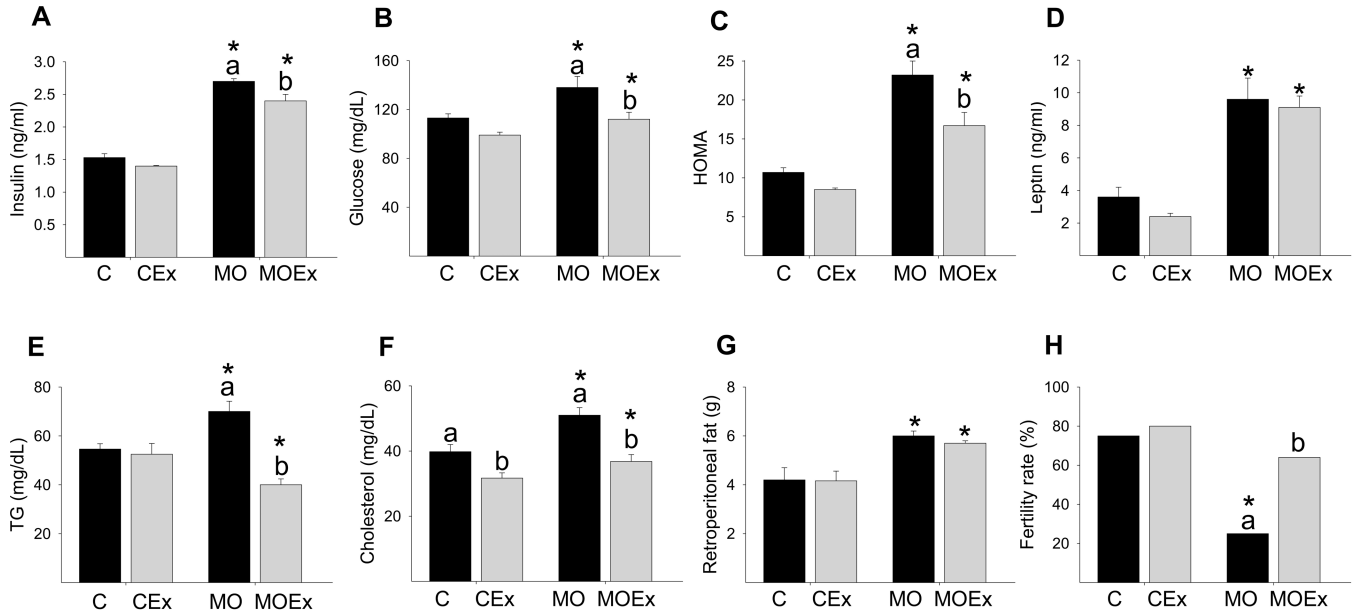 A
Insulin (ng/ml)
3.0
2.5
2.0
1.5
1.0
0.5
*
a
*
b
C CEx MO MOEx
B
Glucose (mg/dL)
160
120
80
40
*
a
*
b
C CEx MO MOEx
C
HOMA
25
20
15
10
5
*
a
*
b
C CEx MO MOEx
D
Leptin (ng/ml)
12
10
8
6
4
2
*
*
C CEx MO MOEx
E
TG (mg/dL)
80
60
40
20
*
a
*
b
C CEx MO MOEx
F
Cholesterol (mg/dL)
60
40
20
a
b
*
a
*
b
C CEx MO MOEx
G
Retroperitoneal fat (g)
8
6
4
2
*
*
C CEx MO MOEx
H
Fertility rate (%)
100
80
60
40
20
*
a
b
C CEx MO MOEx